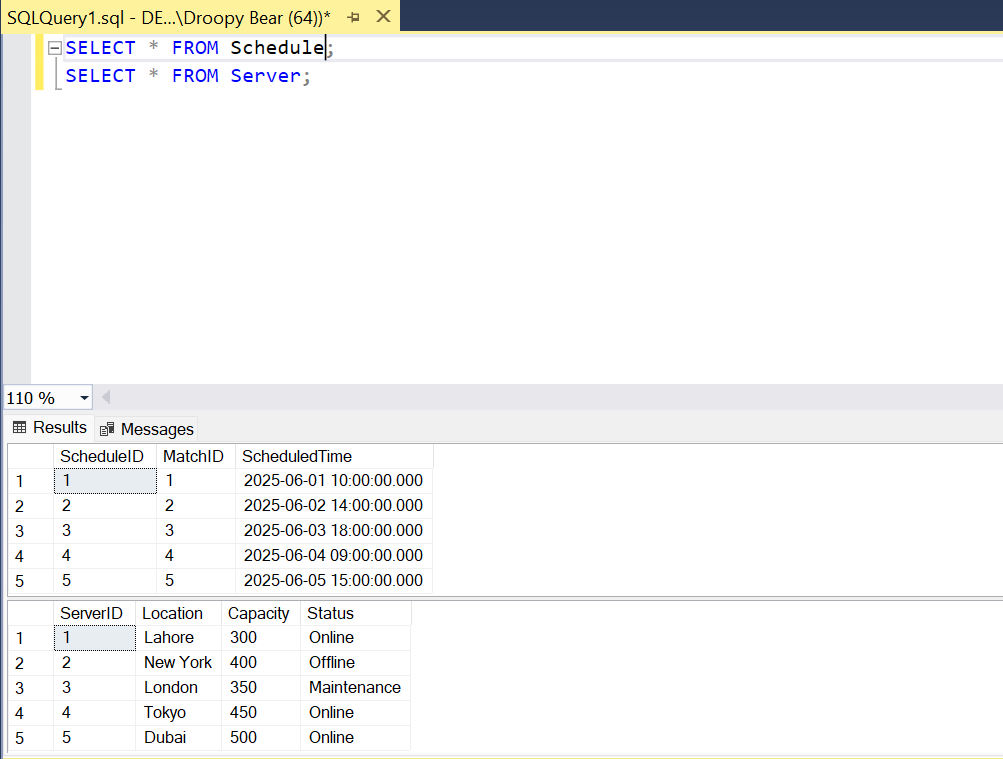 SQLQuery1.sql - DE...\Droopy Bear (64))*
SELECT * FROM Schedule;
SELECT * FROM Server;
110 %
Results Messages
ScheduleID MatchID ScheduledTime
1 1 1 2025-06-01 10:00:00.000
2 2 2 2025-06-02 14:00:00.000
3 3 3 2025-06-03 18:00:00.000
4 4 4 2025-06-04 09:00:00.000
5 5 5 2025-06-05 15:00:00.000
ServerID Location Capacity Status
1 1 Lahore 300 Online
2 2 New York 400 Offline
3 3 London 350 Maintenance
4 4 Tokyo 450 Online
5 5 Dubai 500 Online